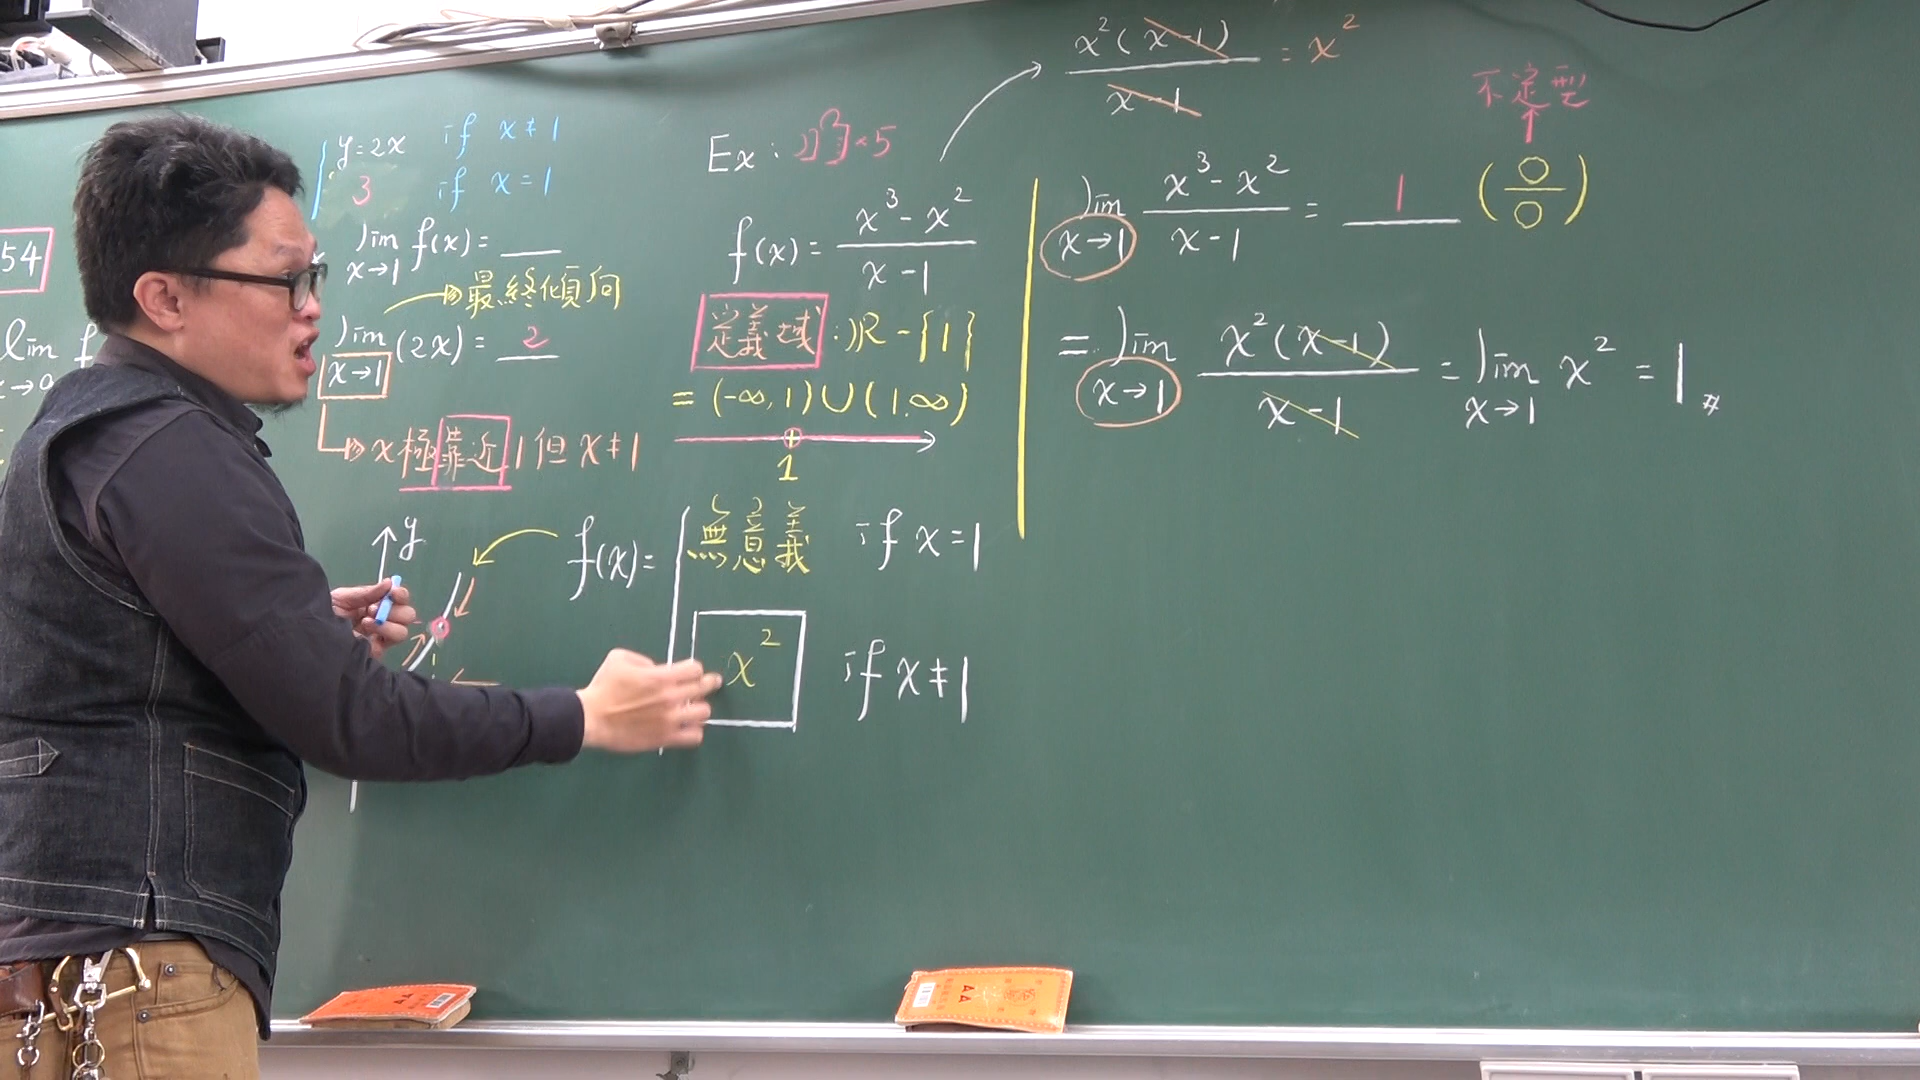 54
lim f
x→0
y=2x if x≠1
3 if x=1
lim f(x)= ___
x→1
最終傾向
lim (2x)= 2
x→1
x極靠近1但x≠1
y
Ex:
×5
f(x)= (x³-x²)/(x-1)
定義域:ℝ-{1}
=(-∞,1)∪(1,∞)
1
f(x)=
無意義 if x=1
x² if x≠1
x²(x-1)/(x-1) = x²
不定型
lim (x³-x²)/(x-1) = 1 (0/0)
x→1
= lim x²(x-1)/(x-1) = lim x² = 1
x→1 x→1
AA
AA